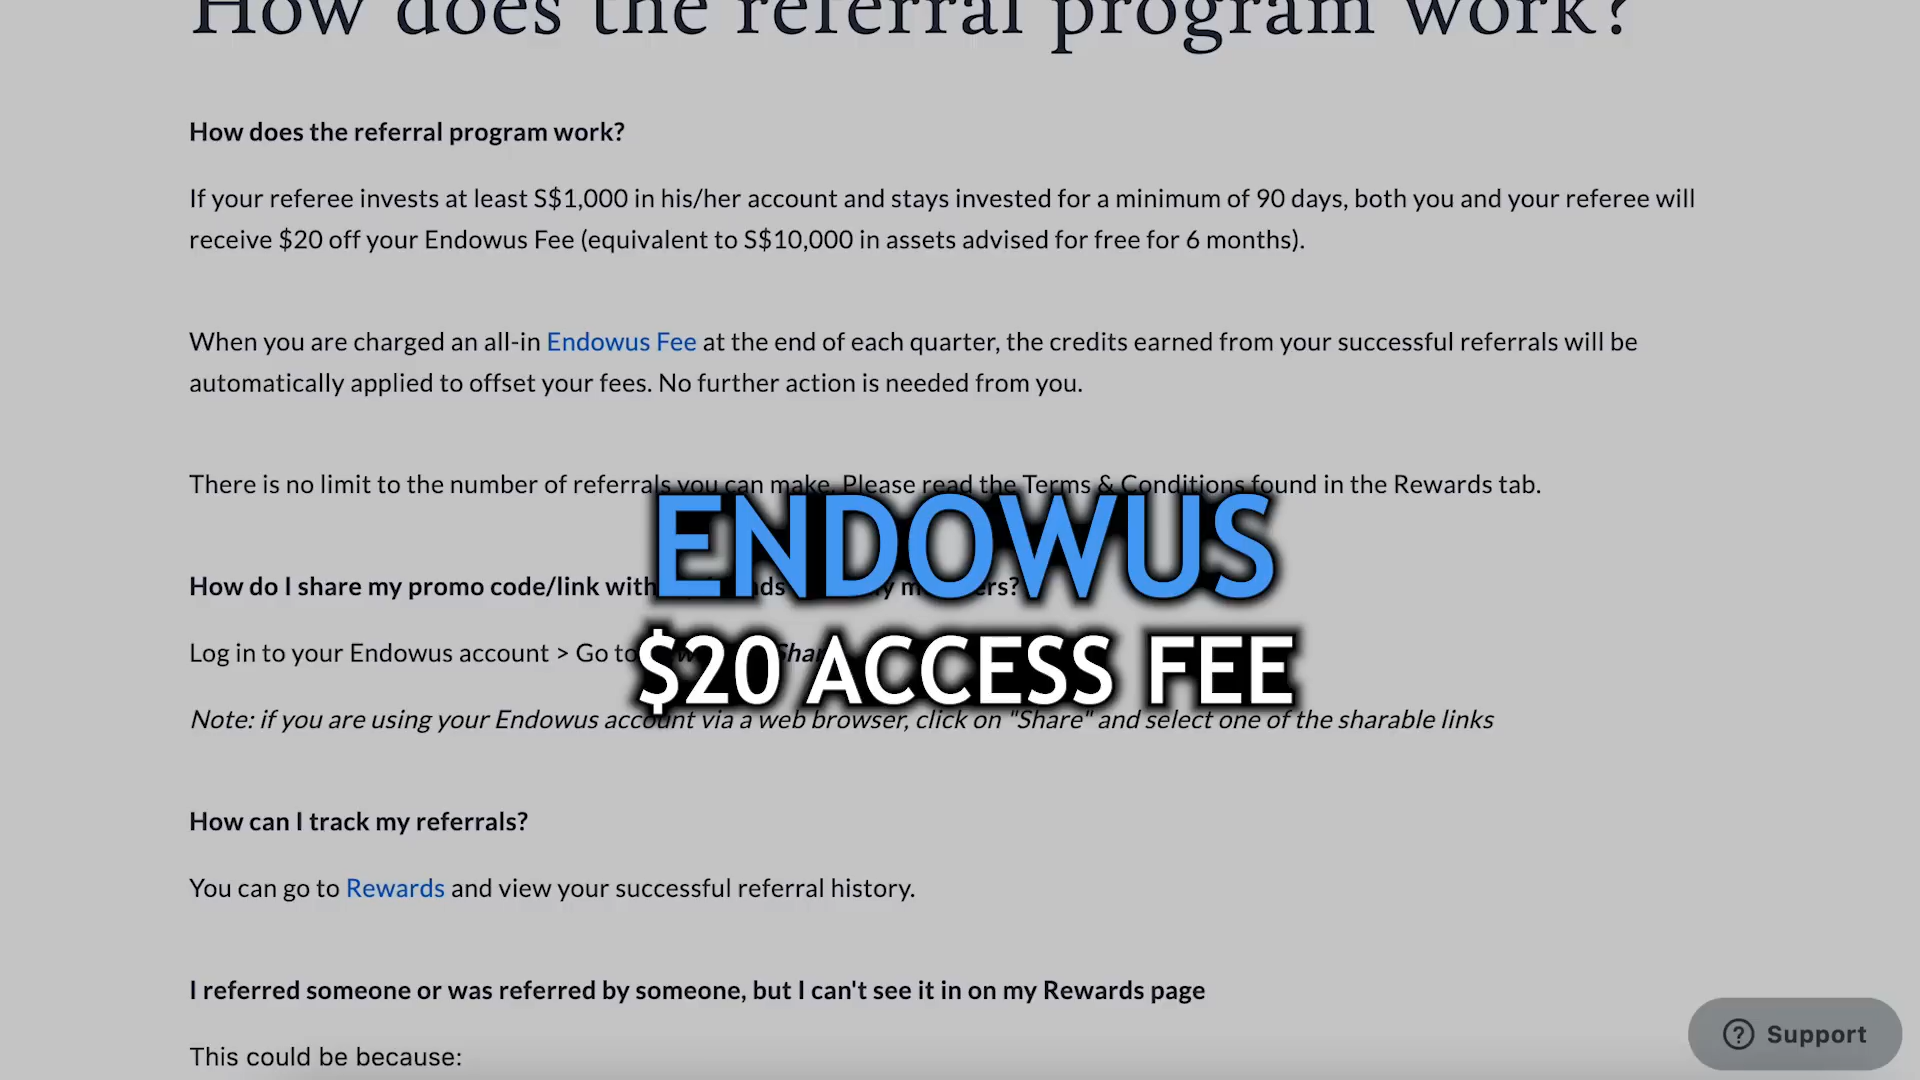 How does the referral program work?
How does the referral program work?
If your referee invests at least S$1,000 in his/her account and stays invested for a minimum of 90 days, both you and your referee will
receive $20 off your Endowus Fee (equivalent to S$10,000 in assets advised for free for 6 months).
When you are charged an all-in Endowus Fee at the end of each quarter, the credits earned from your successful referrals will be
automatically applied to offset your fees. No further action is needed from you.
There is no limit to the number of referrals you can make. Please read the Terms & Conditions found in the Rewards tab.
ENDOWUS
How do I share my promo code/link with
$20 ACCESS FEE
Log in to your Endowus account > Go to
Note: if you are using your Endowus account via a web browser, click on "Share" and select one of the sharable links
How can I track my referrals?
You can go to Rewards and view your successful referral history.
I referred someone or was referred by someone, but I can't see it in on my Rewards page
This could be because:
Support